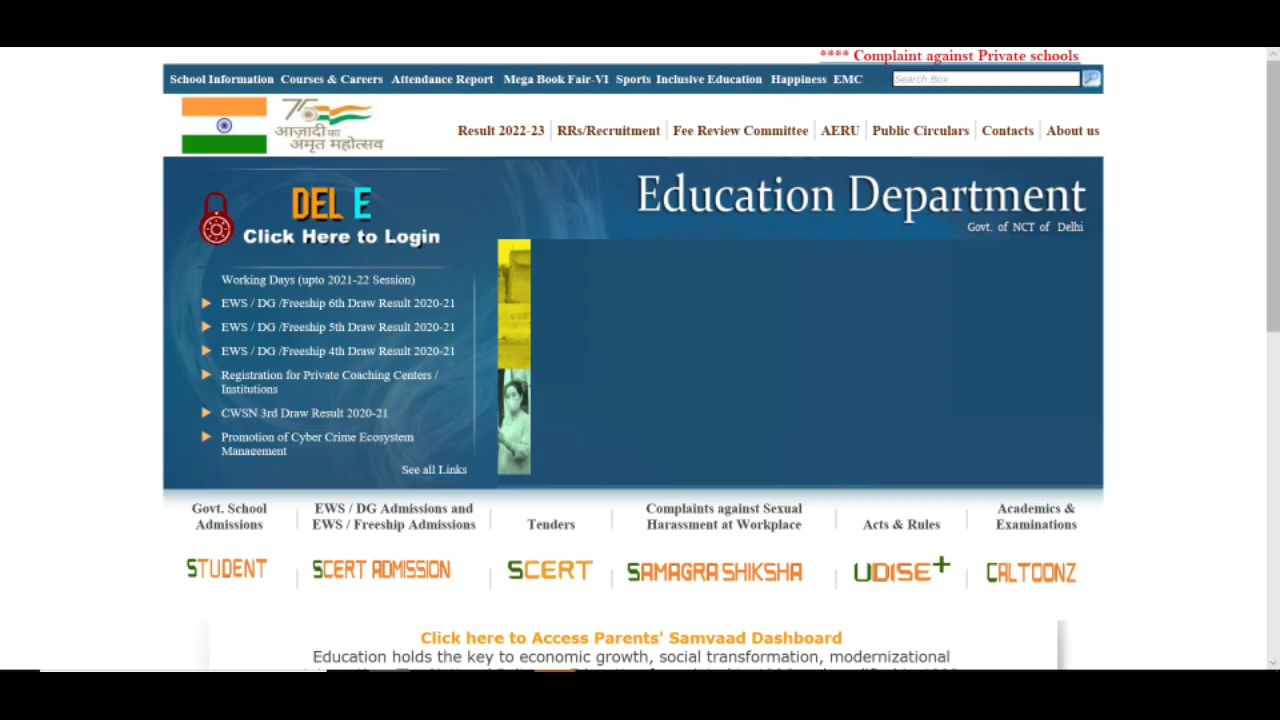 **** Complaint against Private schools
School Information Courses & Careers Attendance Report Mega Book Fair-VI Sports Inclusive Education Happiness EMC Search Box
75
आज़ादी का
अमृत महोत्सव
Result 2022-23 RRs/Recruitment Fee Review Committee AERU Public Circulars Contacts About us
DEL E
Click Here to Login
Education Department
Govt. of NCT of Delhi
Working Days (upto 2021-22 Session)
EWS / DG /Freeship 6th Draw Result 2020-21
EWS / DG /Freeship 5th Draw Result 2020-21
EWS / DG /Freeship 4th Draw Result 2020-21
Registration for Private Coaching Centers /
Institutions
CWSN 3rd Draw Result 2020-21
Promotion of Cyber Crime Ecosystem
Management
See all Links
Govt. School
Admissions
EWS / DG Admissions and
EWS / Freeship Admissions
Tenders
Complaints against Sexual
Harassment at Workplace
Acts & Rules
Academics &
Examinations
STUDENT SCERT ADMISSION SCERT SAMAGRA SHIKSHA UDISE+ CALTOONZ
Click here to Access Parents' Samvaad Dashboard
Education holds the key to economic growth, social transformation, modernizational